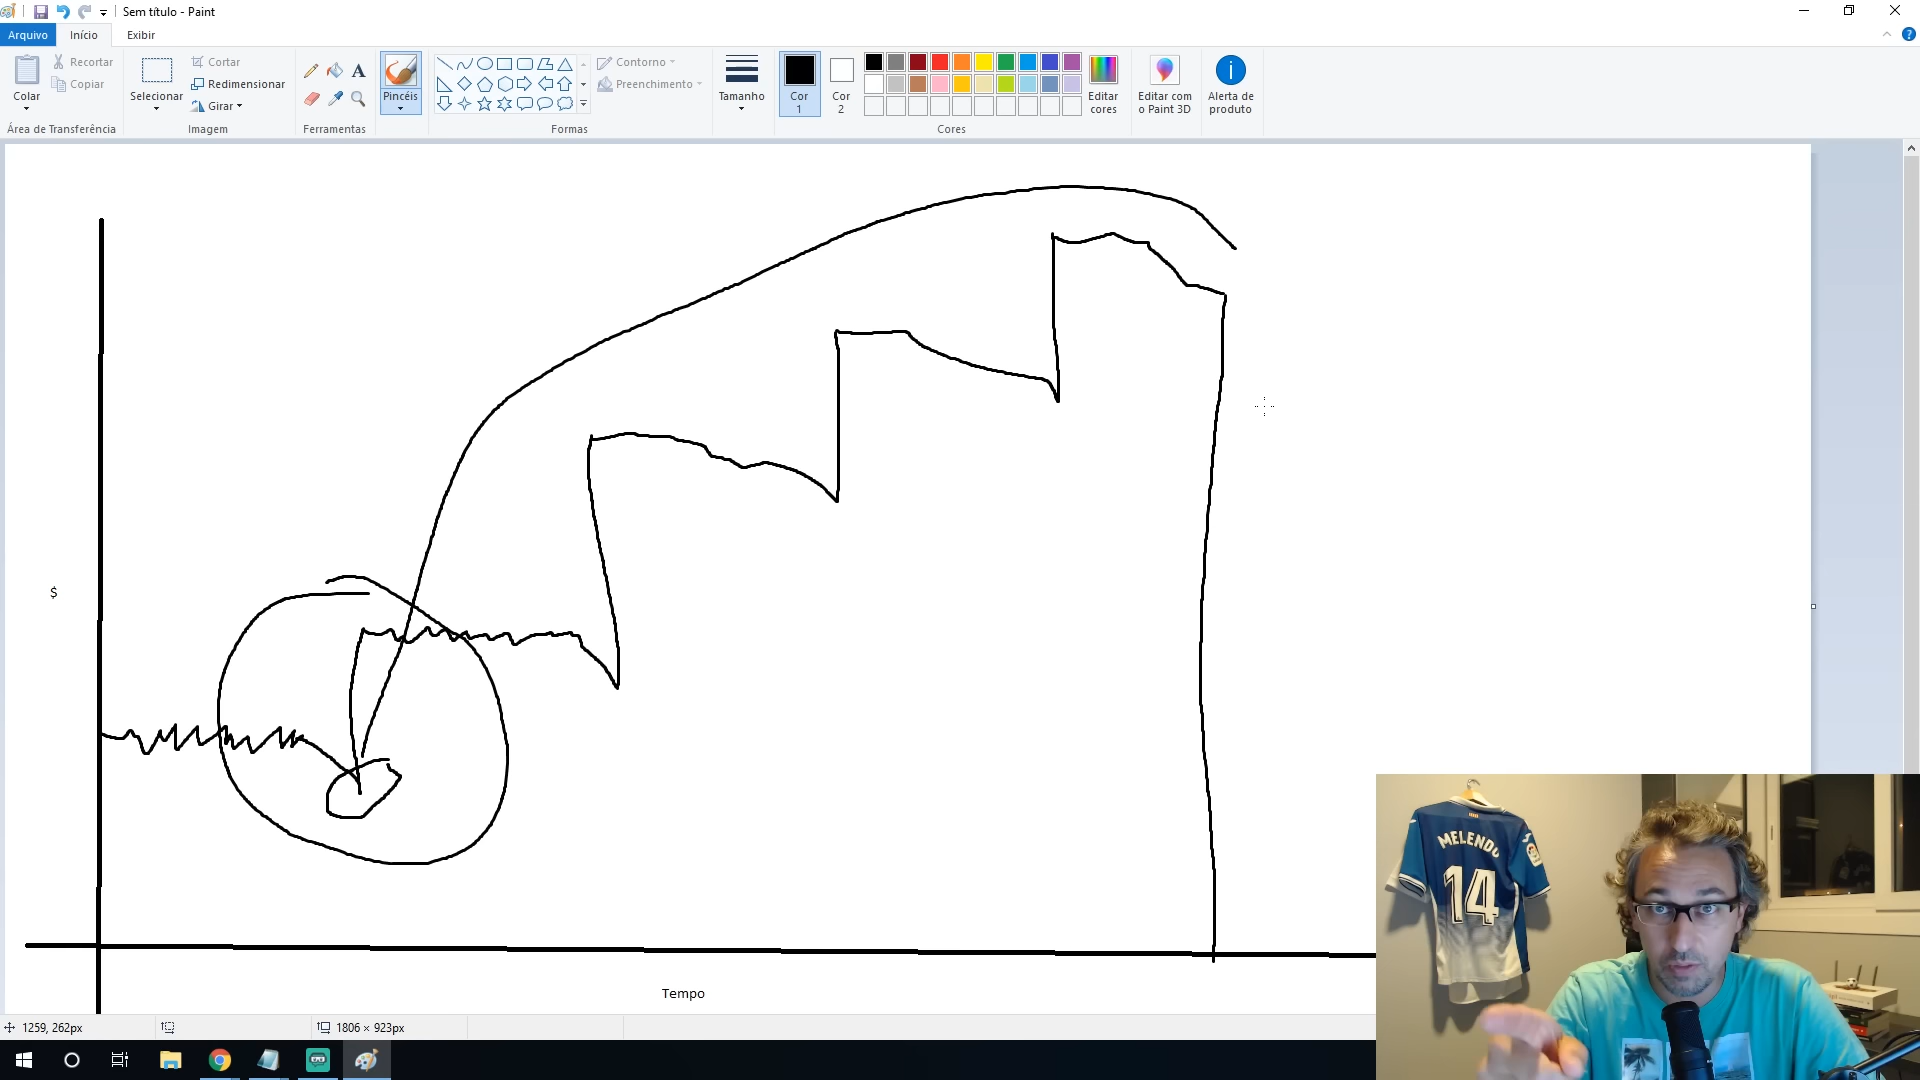 Sem título - Paint
Arquivo Início Exibir
Colar
Recortar
Copiar
Área de Transferência
Selecionar
Cortar
Redimensionar
Girar
Imagem
Ferramentas
Pincéis
Formas
Contorno
Preenchimento
Tamanho
Cor 1
Cor 2
Editar cores
Cores
Editar com o Paint 3D
Alerta de produto
$
Tempo
MELENDO
14
1259, 262px
1806 × 923px